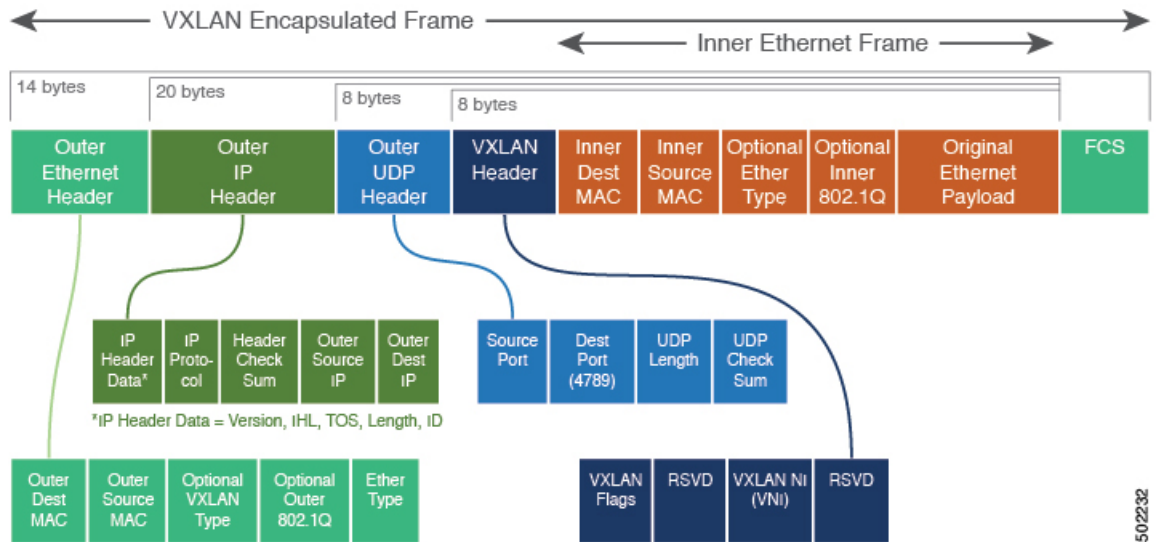 VXLAN Encapsulated Frame
Inner Ethernet Frame
14 bytes
20 bytes
8 bytes
8 bytes
Outer
Ethernet
Header
Outer
IP
Header
Outer
UDP
Header
VXLAN
Header
Inner
Dest
MAC
Inner
Source
MAC
Optional
Ether
Type
Optional
Inner
802.1Q
Original
Ethernet
Payload
FCS
IP
Header
Data*
IP
Proto-
col
Header
Check
Sum
Outer
Source
IP
Outer
Dest
IP
Source
Port
Dest
Port
(4789)
UDP
Length
UDP
Check
Sum
*IP Header Data = Version, IHL, TOS, Length, ID
Outer
Dest
MAC
Outer
Source
MAC
Optional
VXLAN
Type
Optional
Outer
802.1Q
Ether
Type
VXLAN
Flags
RSVD
VXLAN NI
(VNI)
RSVD
502232